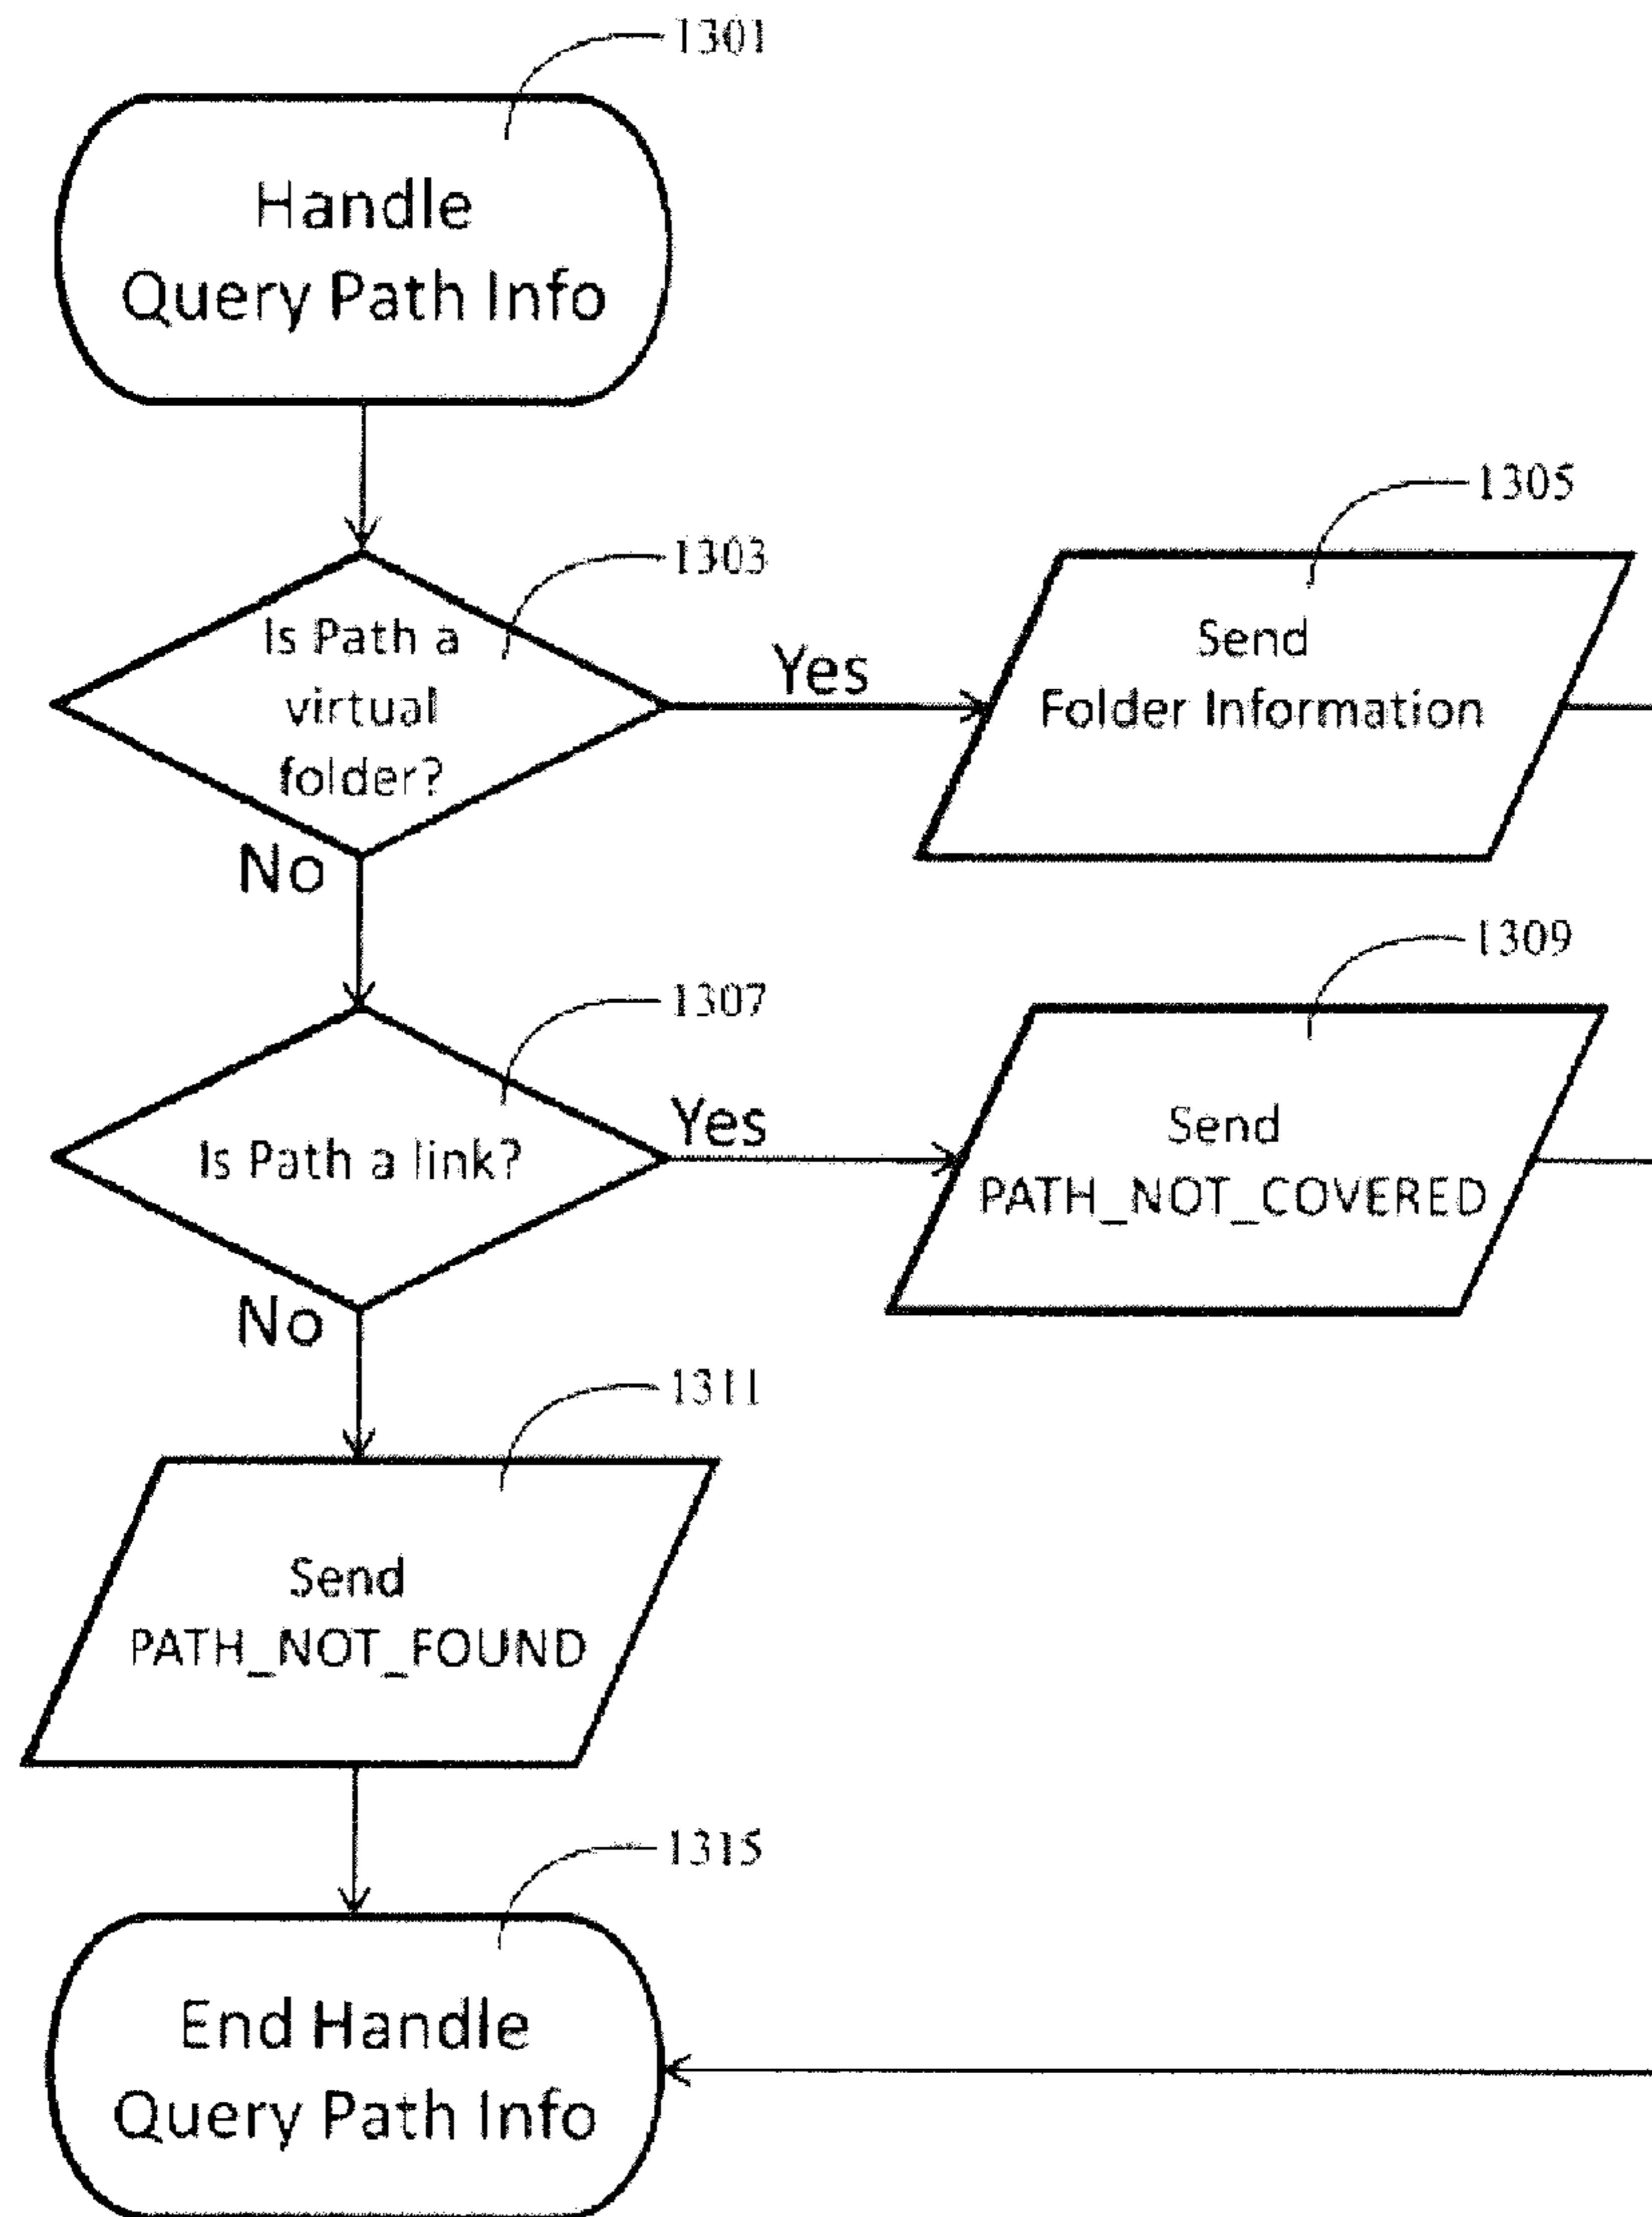 1301
Handle
Query Path Info
1303
Is Path a
virtual
folder?
Yes
1305
Send
Folder Information
No
1307
Is Path a link?
Yes
1309
Send
PATH_NOT_COVERED
No
1311
Send
PATH_NOT_FOUND
1315
End Handle
Query Path Info